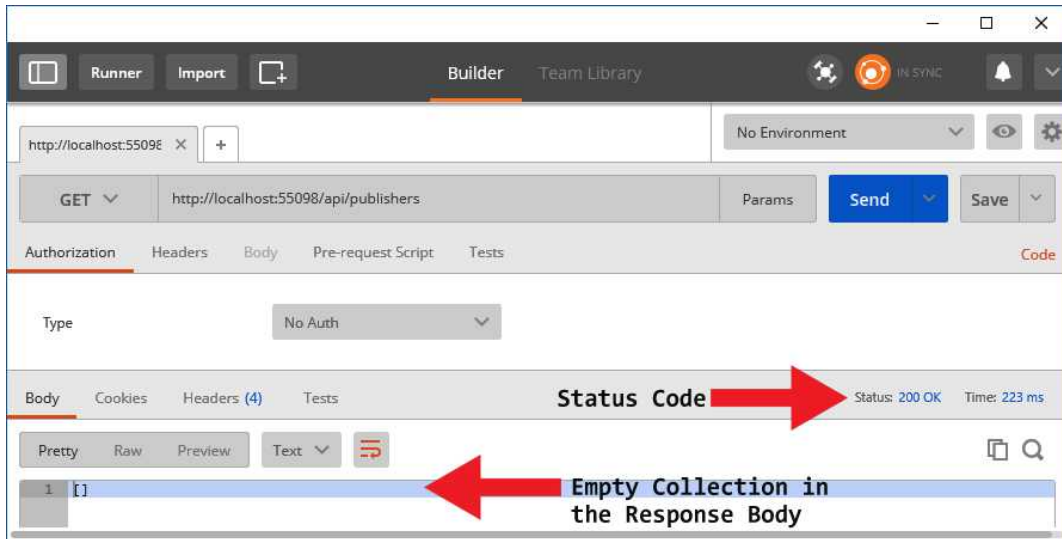 Runner Import Builder Team Library IN SYNC
http://localhost:5509 No Environment
GET http://localhost:55098/api/publishers Params Send Save
Authorization Headers Body Pre-request Script Tests Code
Type No Auth
Body Cookies Headers (4) Tests Status Code Status: 200 OK Time: 223 ms
Pretty Raw Preview Text
1 []
Empty Collection in
the Response Body